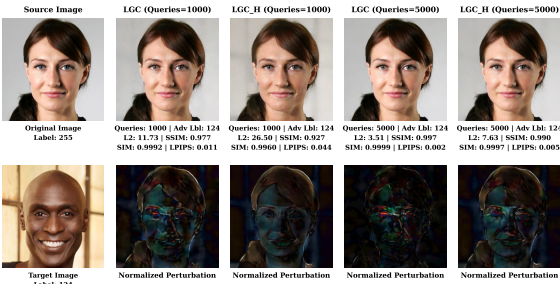 Source Image
LGC (Queries=1000)
LGC_H (Queries=1000)
LGC (Queries=5000)
LGC_H (Queries=5000)
Original Image
Label: 255
Queries: 1000 | Adv Lbl: 124
L2: 11.73 | SSIM: 0.977
SIM: 0.9992 | LPIPS: 0.011
Queries: 1000 | Adv Lbl: 124
L2: 26.50 | SSIM: 0.927
SIM: 0.9960 | LPIPS: 0.044
Queries: 5000 | Adv Lbl: 124
L2: 3.51 | SSIM: 0.997
SIM: 0.9999 | LPIPS: 0.002
Queries: 5000 | Adv Lbl: 124
L2: 7.63 | SSIM: 0.990
SIM: 0.9997 | LPIPS: 0.005
Target Image
Label: 124
Normalized Perturbation
Normalized Perturbation
Normalized Perturbation
Normalized Perturbation